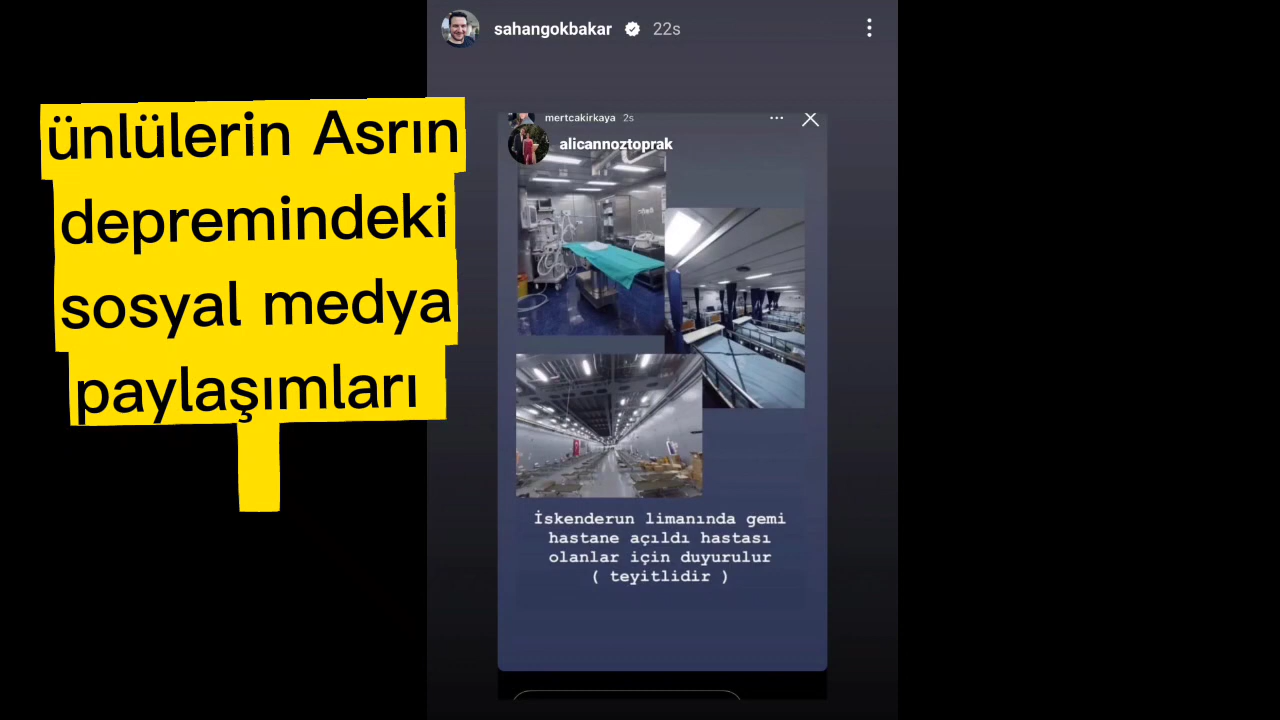 ünlülerin Asrın
depremindeki
sosyal medya
paylaşımları
sahangokbakar 22s
mertcakirkaya 2s
alicannoztoprak
İskenderun limanında gemi
hastane açıldı hastası
olanlar için duyurulur
( teyitlidir )